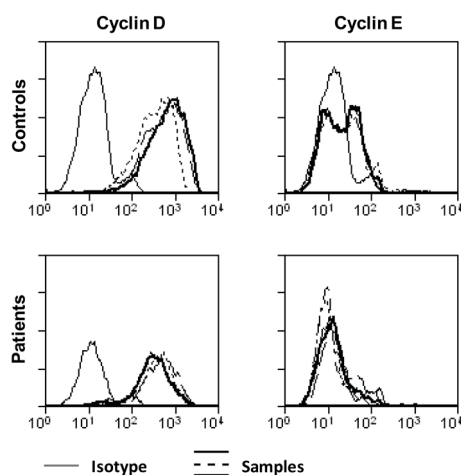 Cyclin D
Cyclin E
Controls
10⁰ 10¹ 10² 10³ 10⁴
10⁰ 10¹ 10² 10³ 10⁴
Patients
10⁰ 10¹ 10² 10³ 10⁴
10⁰ 10¹ 10² 10³ 10⁴
Isotype
Samples